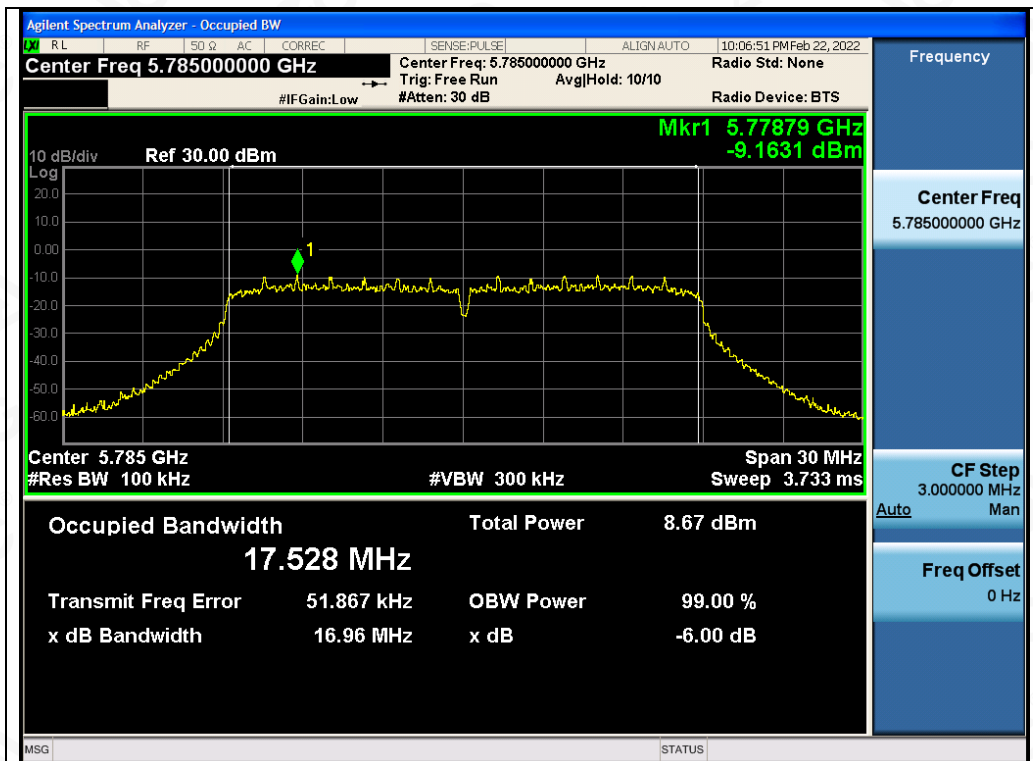 Agilent Spectrum Analyzer - Occupied BW
LXI RL RF 50 Ω AC CORREC SENSE:PULSE ALIGN AUTO 10:06:51 PM Feb 22, 2022
Center Freq 5.785000000 GHz Center Freq: 5.785000000 GHz Radio Std: None
Trig: Free Run Avg|Hold: 10/10
#IFGain:Low #Atten: 30 dB Radio Device: BTS
Mkr1 5.77879 GHz
-9.1631 dBm
10 dB/div Ref 30.00 dBm
Log
20.0
10.0
0.00
1
-10.0
-20.0
-30.0
-40.0
-50.0
-60.0
Center 5.785 GHz Span 30 MHz
#Res BW 100 kHz #VBW 300 kHz Sweep 3.733 ms
Occupied Bandwidth Total Power 8.67 dBm
17.528 MHz
Transmit Freq Error 51.867 kHz OBW Power 99.00 %
x dB Bandwidth 16.96 MHz x dB -6.00 dB
MSG STATUS
Frequency
Center Freq
5.785000000 GHz
CF Step
3.000000 MHz
Auto Man
Freq Offset
0 Hz